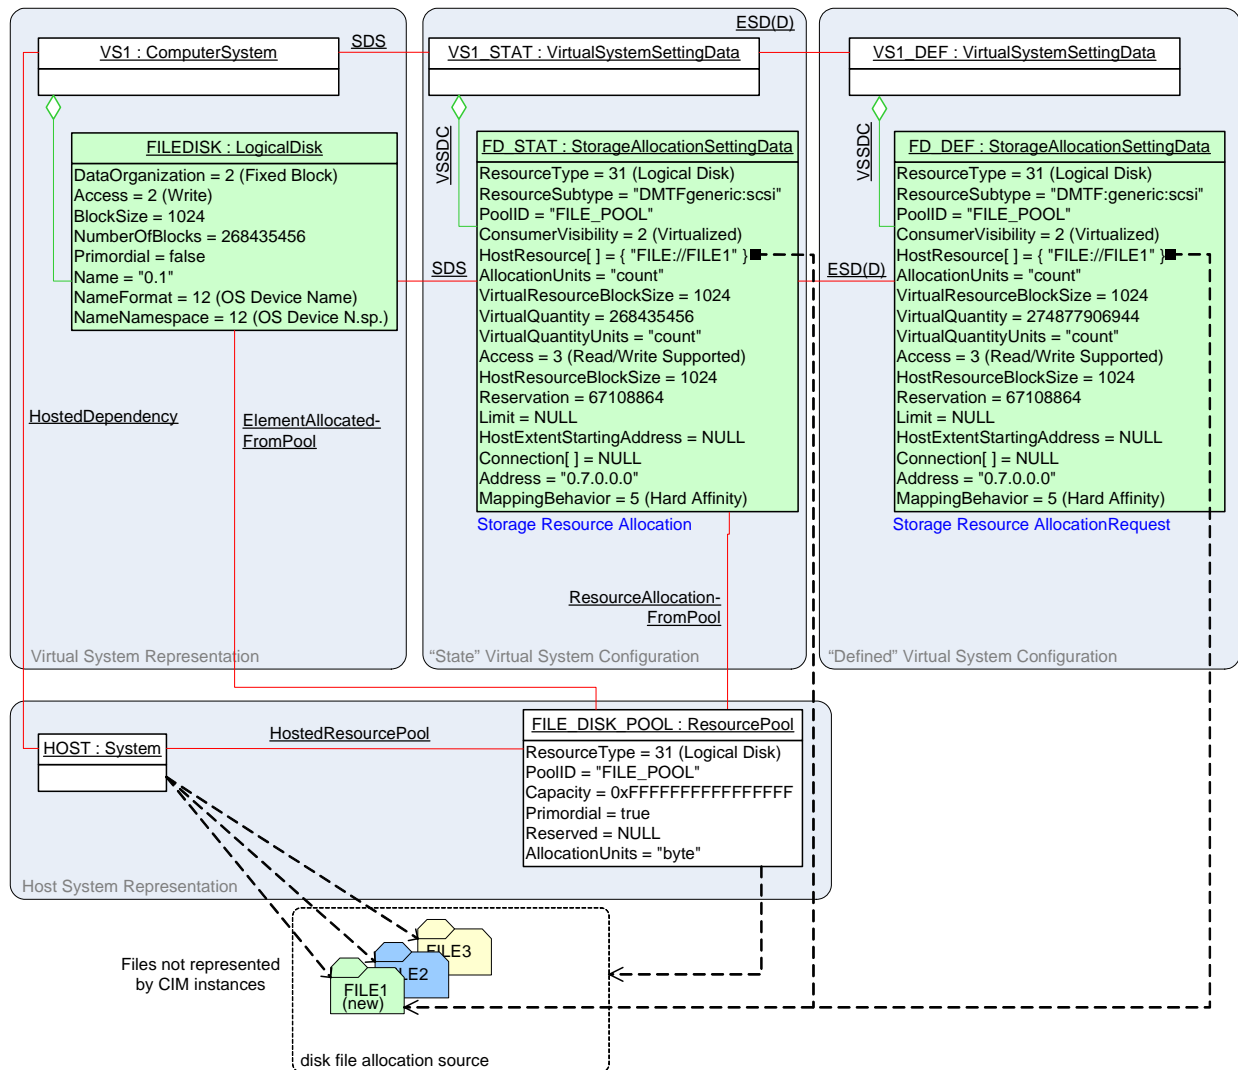 ESD(D)
SDS
VS1 : ComputerSystem
VS1_STAT : VirtualSystemSettingData
VS1_DEF : VirtualSystemSettingData
VSSDC
VSSDC
FILEDISK : LogicalDisk
DataOrganization = 2 (Fixed Block)
Access = 2 (Write)
BlockSize = 1024
NumberOfBlocks = 268435456
Primordial = false
Name = "0.1"
NameFormat = 12 (OS Device Name)
NameNamespace = 12 (OS Device N.sp.)
SDS
FD_STAT : StorageAllocationSettingData
ResourceType = 31 (Logical Disk)
ResourceSubtype = "DMTFgeneric:scsi"
PoolID = "FILE_POOL"
ConsumerVisibility = 2 (Virtualized)
HostResource[ ] = { "FILE://FILE1" }
AllocationUnits = "count"
VirtualResourceBlockSize = 1024
VirtualQuantity = 268435456
VirtualQuantityUnits = "count"
Access = 3 (Read/Write Supported)
HostResourceBlockSize = 1024
Reservation = 67108864
Limit = NULL
HostExtentStartingAddress = NULL
Connection[ ] = NULL
Address = "0.7.0.0.0"
MappingBehavior = 5 (Hard Affinity)
Storage Resource Allocation
ESD(D)
FD_DEF : StorageAllocationSettingData
ResourceType = 31 (Logical Disk)
ResourceSubtype = "DMTF:generic:scsi"
PoolID = "FILE_POOL"
ConsumerVisibility = 2 (Virtualized)
HostResource[ ] = { "FILE://FILE1" }
AllocationUnits = "count"
VirtualResourceBlockSize = 1024
VirtualQuantity = 274877906944
VirtualQuantityUnits = "count"
Access = 3 (Read/Write Supported)
HostResourceBlockSize = 1024
Reservation = 67108864
Limit = NULL
HostExtentStartingAddress = NULL
Connection[ ] = NULL
Address = "0.7.0.0.0"
MappingBehavior = 5 (Hard Affinity)
Storage Resource AllocationRequest
HostedDependency
ElementAllocated-
FromPool
ResourceAllocation-
FromPool
Virtual System Representation
"State" Virtual System Configuration
"Defined" Virtual System Configuration
HOST : System
HostedResourcePool
FILE_DISK_POOL : ResourcePool
ResourceType = 31 (Logical Disk)
PoolID = "FILE_POOL"
Capacity = 0xFFFFFFFFFFFFFFFF
Primordial = true
Reserved = NULL
AllocationUnits = "byte"
Host System Representation
Files not represented
by CIM instances
FILE3
FILE2
FILE1
(new)
disk file allocation source